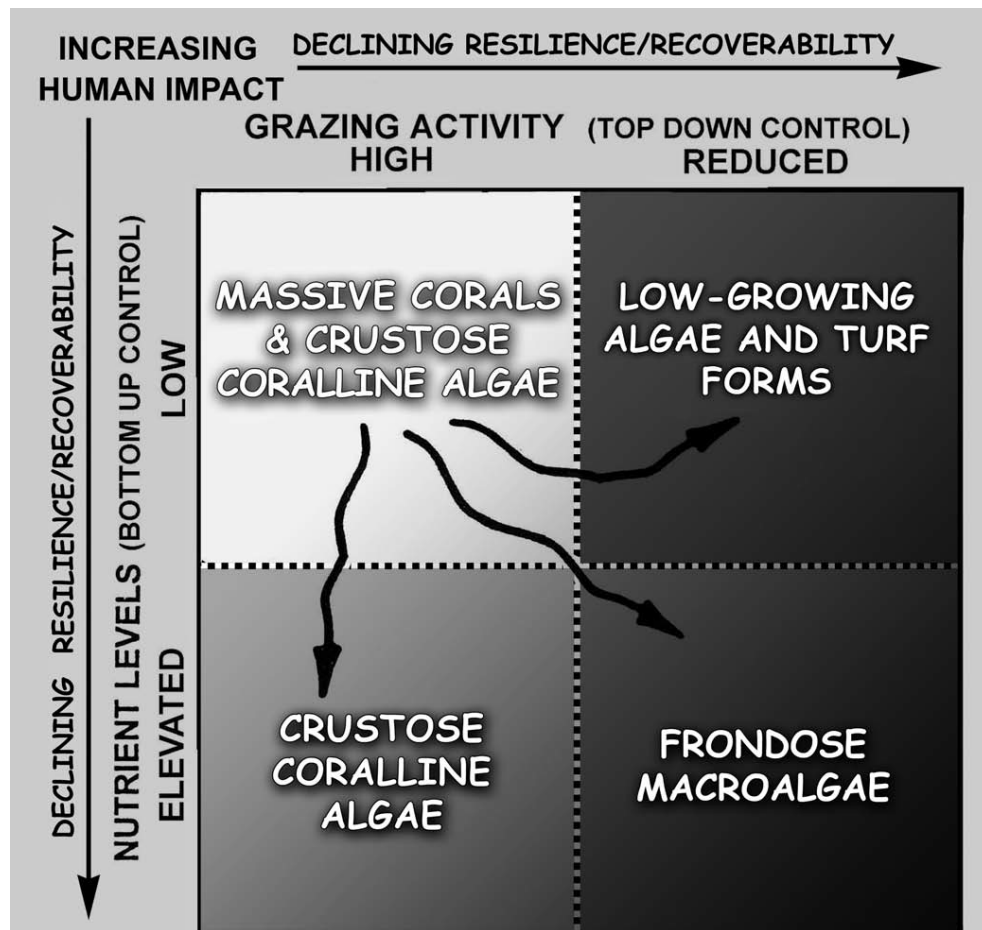 INCREASING
HUMAN IMPACT
DECLINING RESILIENCE/RECOVERABILITY
GRAZING ACTIVITY (TOP DOWN CONTROL)
HIGH REDUCED
DECLINING RESILIENCE/RECOVERABILITY
NUTRIENT LEVELS (BOTTOM UP CONTROL)
LOW
ELEVATED
MASSIVE CORALS
& CRUSTOSE
CORALLINE ALGAE
LOW-GROWING
ALGAE AND TURF
FORMS
CRUSTOSE
CORALLINE
ALGAE
FRONDOSE
MACROALGAE